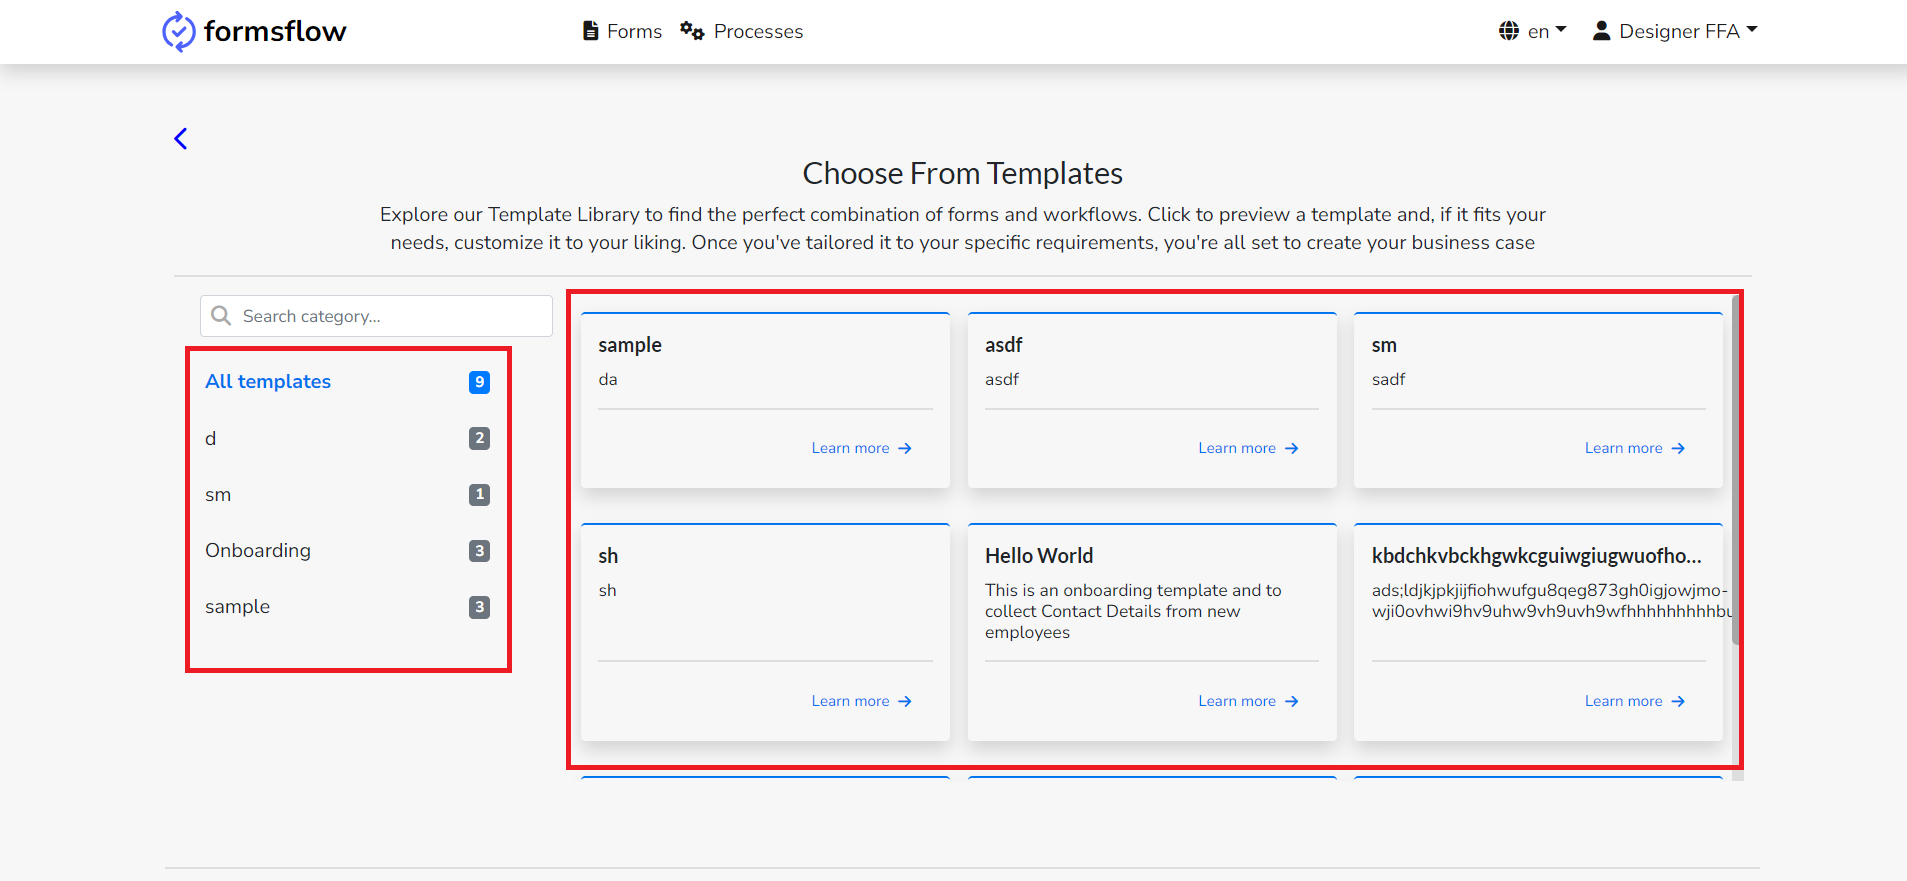 formsflow
Forms
Processes
en
Designer FFA
Choose From Templates
Explore our Template Library to find the perfect combination of forms and workflows. Click to preview a template and, if it fits your
needs, customize it to your liking. Once you've tailored it to your specific requirements, you're all set to create your business case
Search category...
All templates 9
d 2
sm 1
Onboarding 3
sample 3
sample
da
Learn more
asdf
asdf
Learn more
sm
sadf
Learn more
sh
sh
Learn more
Hello World
This is an onboarding template and to
collect Contact Details from new
employees
Learn more
kbdchkvbckhgwkcguiwgiugwuofho...
ads;ldjkjpkjijfiohwufgu8qeg873gh0igjowjmo-
wji0ovhwi9hv9uhw9vh9uvh9wfhhhhhhhhhbu
Learn more